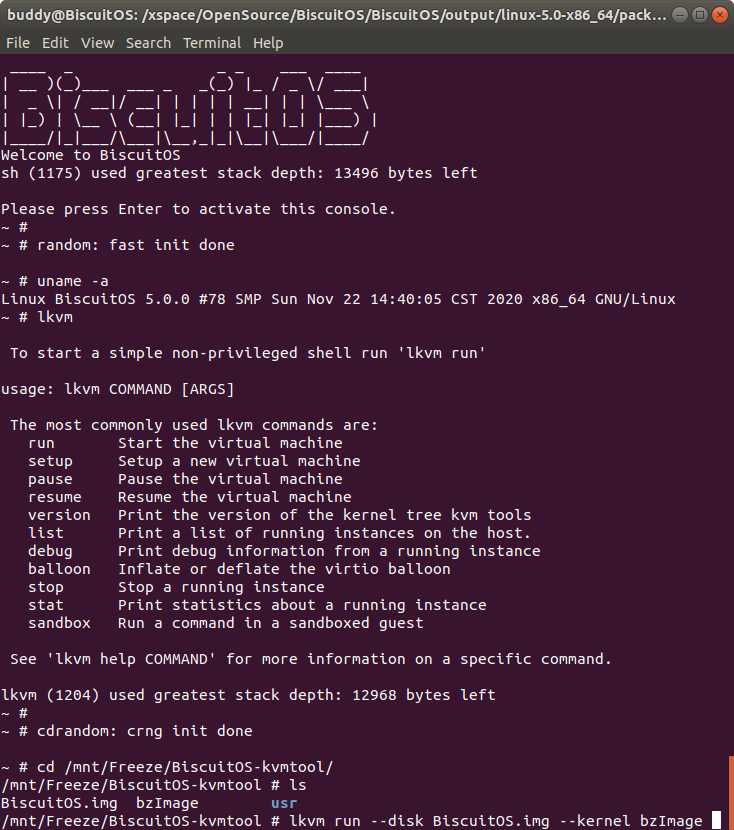 buddy@BiscuitOS: /xspace/OpenSource/BiscuitOS/BiscuitOS/output/linux-5.0-x86_64/pack...
File Edit View Search Terminal Help
 ____  _                _ _    ___  ____
| __ )(_)___  ___ _   _(_) |_ / _ \/ ___|
|  _ \| / __|/ __| | | | | __| | | \___ \
| |_) | \__ \ (__| |_| | | |_| |_| |___) |
|____/|_|___/\___|\__,_|_|\__|\___/|____/
Welcome to BiscuitOS
sh (1175) used greatest stack depth: 13496 bytes left
Please press Enter to activate this console.
~ #
~ # random: fast init done
~ # uname -a
Linux BiscuitOS 5.0.0 #78 SMP Sun Nov 22 14:40:05 CST 2020 x86_64 GNU/Linux
~ # lkvm
 To start a simple non-privileged shell run 'lkvm run'
usage: lkvm COMMAND [ARGS]
 The most commonly used lkvm commands are:
   run       Start the virtual machine
   setup     Setup a new virtual machine
   pause     Pause the virtual machine
   resume    Resume the virtual machine
   version   Print the version of the kernel tree kvm tools
   list      Print a list of running instances on the host.
   debug     Print debug information from a running instance
   balloon   Inflate or deflate the virtio balloon
   stop      Stop a running instance
   stat      Print statistics about a running instance
   sandbox   Run a command in a sandboxed guest
 See 'lkvm help COMMAND' for more information on a specific command.
lkvm (1204) used greatest stack depth: 12968 bytes left
~ #
~ # cdrandom: crng init done
~ # cd /mnt/Freeze/BiscuitOS-kvmtool/
/mnt/Freeze/BiscuitOS-kvmtool # ls
BiscuitOS.img  bzImage        usr
/mnt/Freeze/BiscuitOS-kvmtool # lkvm run --disk BiscuitOS.img --kernel bzImage